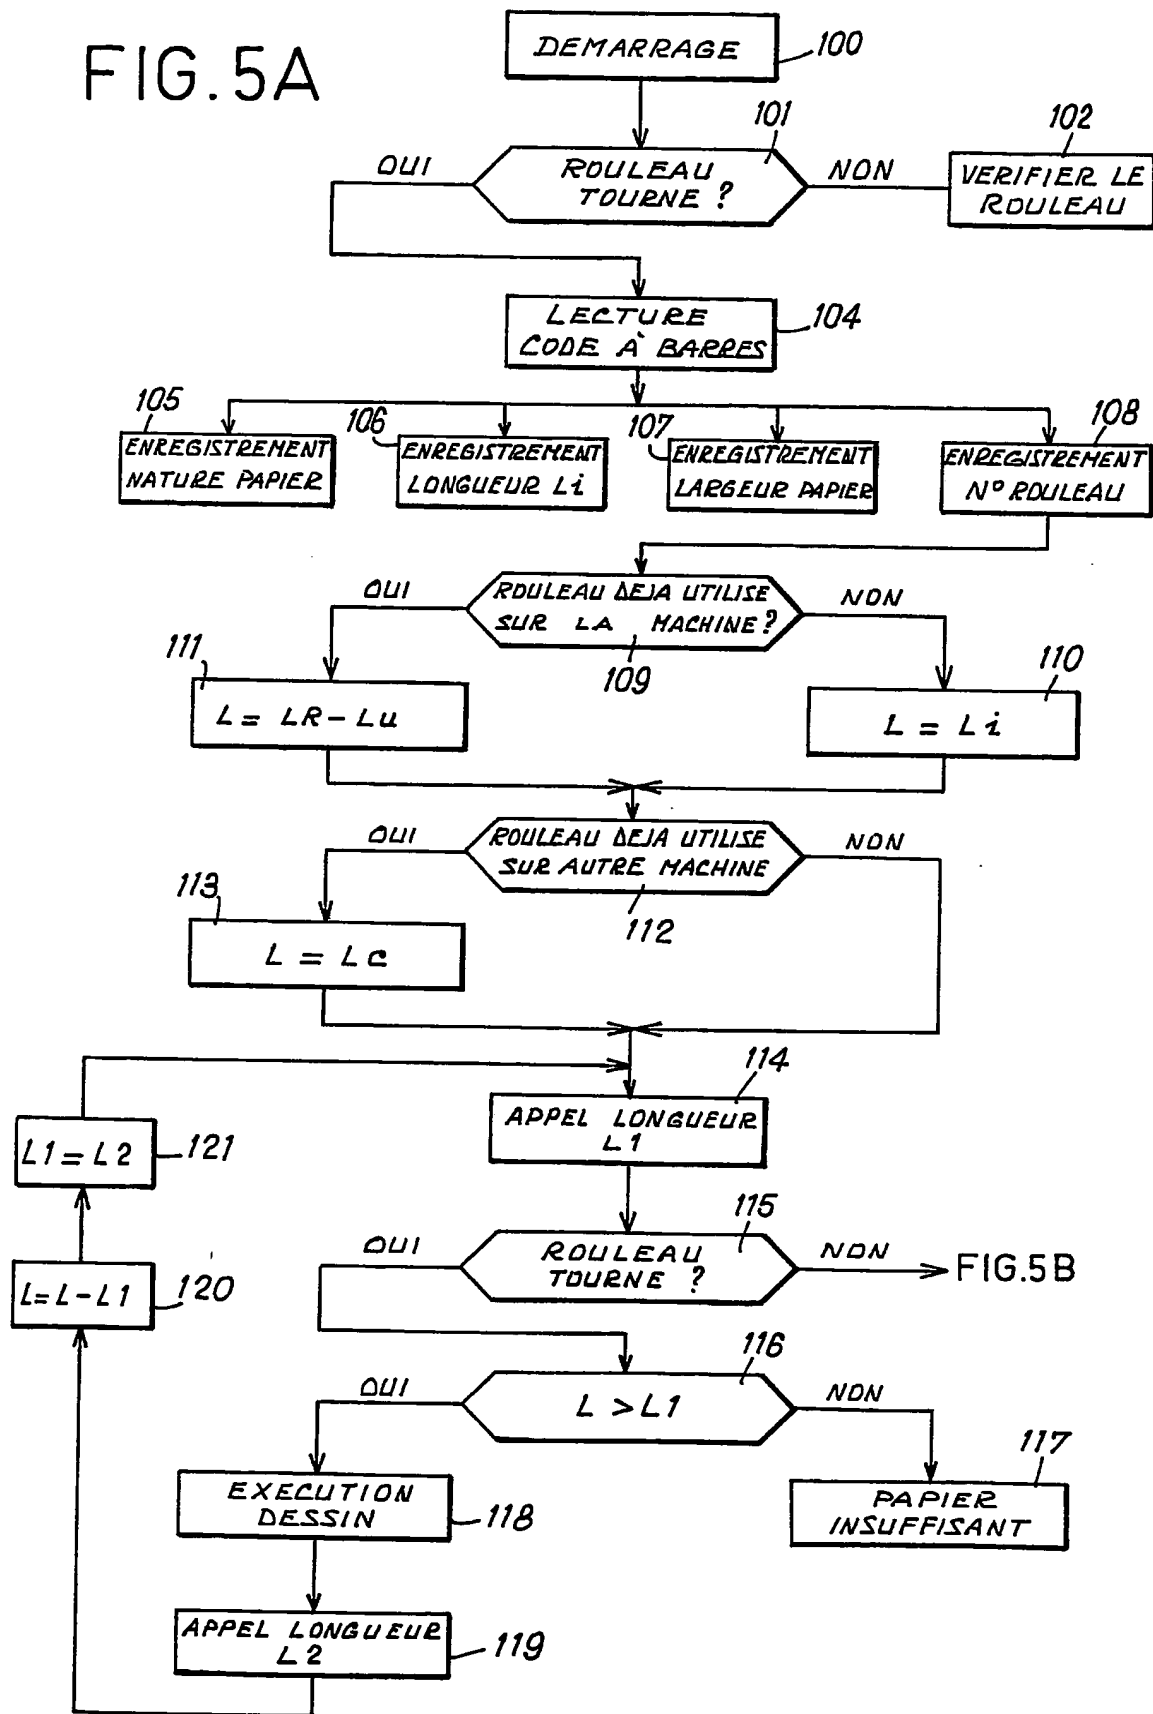 FIG. 5A
DEMARRAGE
100
101
102
OUI
ROULEAU
TOURNE ?
NON
VERIFIER LE
ROULEAU
LECTURE
CODE À BARRES
104
105
106
107
108
ENREGISTREMENT
NATURE PAPIER
ENREGISTREMENT
LONGUEUR Li
ENREGISTREMENT
LARGEUR PAPIER
ENREGISTREMENT
N° ROULEAU
OUI
ROULEAU DEJA UTILISE
SUR LA MACHINE ?
NON
109
111
110
L = LR - Lu
L = Li
OUI
ROULEAU DEJA UTILISE
SUR AUTRE MACHINE
NON
112
113
L = Lc
114
APPEL LONGUEUR
L1
L1 = L2
121
115
OUI
ROULEAU
TOURNE ?
NON
FIG.5B
L=L-L1
120
116
OUI
L > L1
NON
117
EXECUTION
DESSIN
118
PAPIER
INSUFFISANT
APPEL LONGUEUR
L2
119